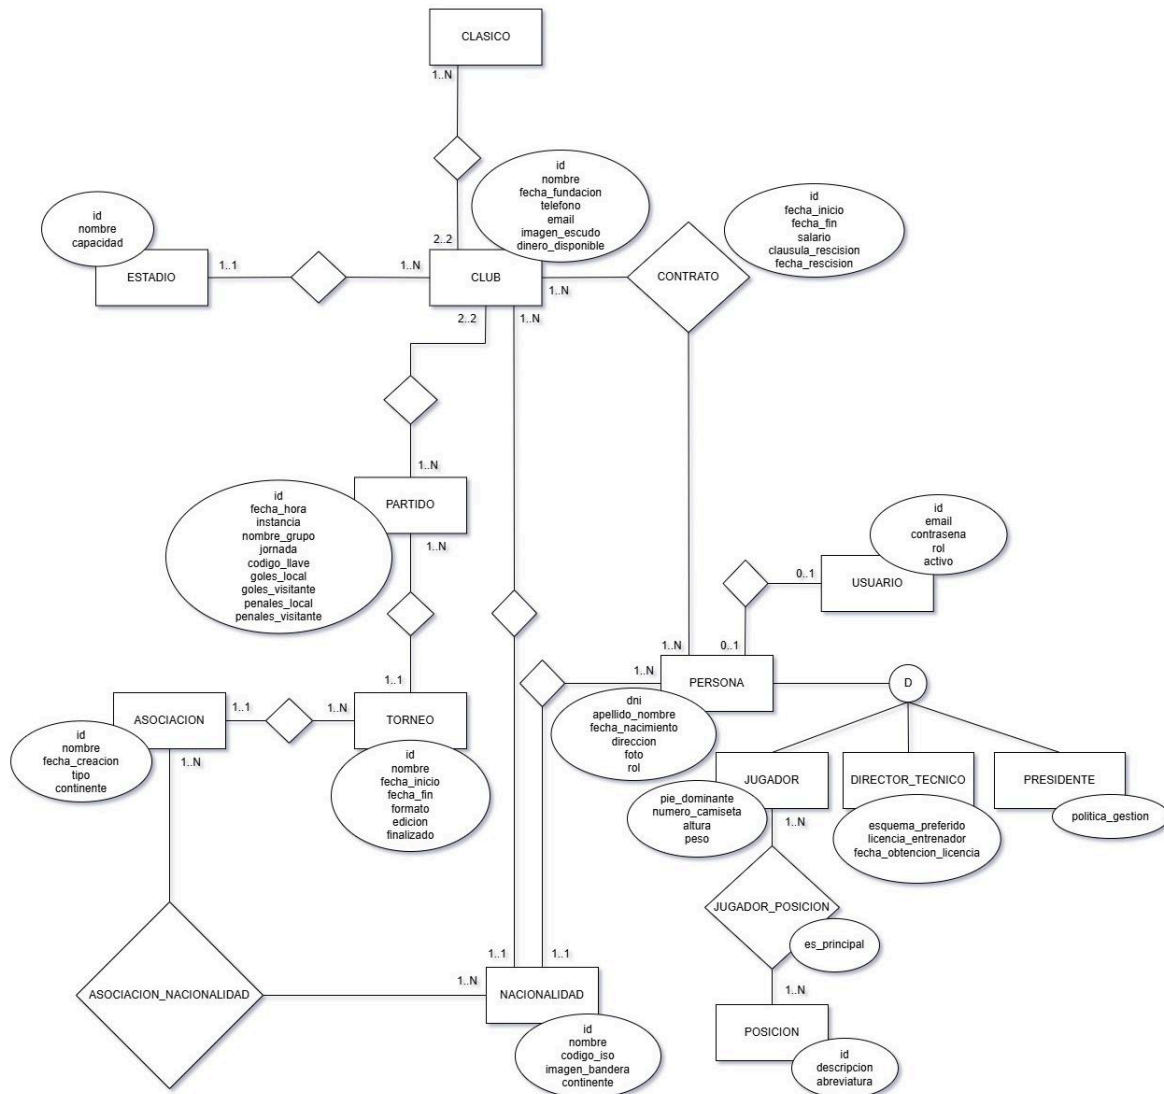 CLASICO
1..N
id
nombre
fecha_fundacion
telefono
email
imagen_escudo
dinero_disponible
id
fecha_inicio
fecha_fin
salario
clausula_rescision
fecha_rescision
id
nombre
capacidad
2..2
ESTADIO
1..1
1..N
CLUB
1..N
CONTRATO
2..2
1..N
1..N
PARTIDO
id
fecha_hora
instancia
nombre_grupo
jornada
codigo_llave
goles_local
goles_visitante
penales_local
penales_visitante
1..N
id
email
contrasena
rol
activo
0..1
USUARIO
1..N
0..1
1..1
1..N
PERSONA
D
dni
apellido_nombre
fecha_nacimiento
direccion
foto
rol
ASOCIACION
1..1
1..N
TORNEO
id
nombre
fecha_creacion
tipo
continente
1..N
id
nombre
fecha_inicio
fecha_fin
formato
edicion
finalizado
JUGADOR
DIRECTOR_TECNICO
PRESIDENTE
pie_dominante
numero_camiseta
altura
peso
1..N
esquema_preferido
licencia_entrenador
fecha_obtencion_licencia
politica_gestion
JUGADOR_POSICION
es_principal
1..1
1..1
ASOCIACION_NACIONALIDAD
1..N
NACIONALIDAD
1..N
id
nombre
codigo_iso
imagen_bandera
continente
POSICION
id
descripcion
abreviatura